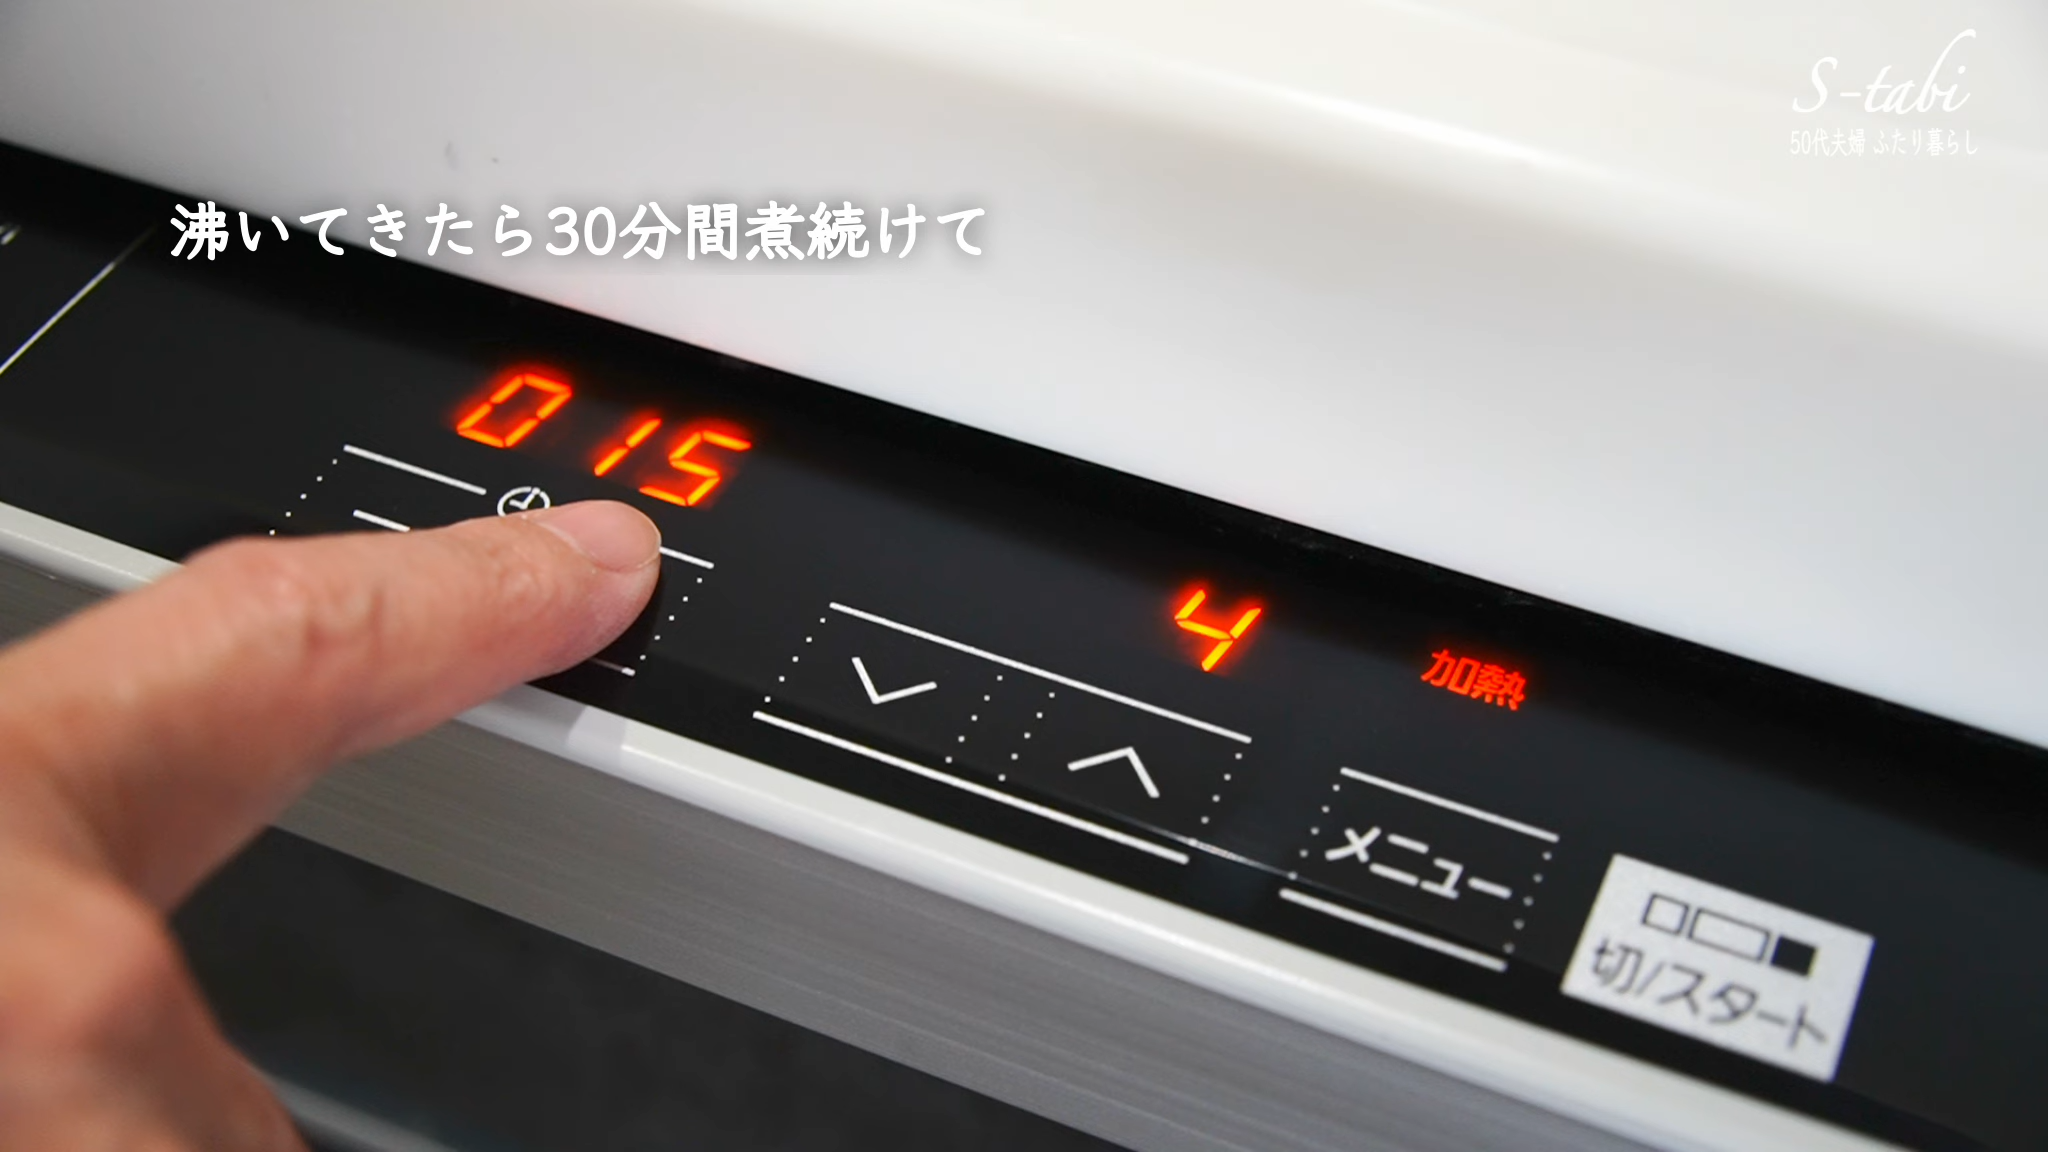 S-tabi
50代夫婦 ふたり暮らし
沸いてきたら30分間煮続けて
015
4
加熱
メニュー
切/スタート